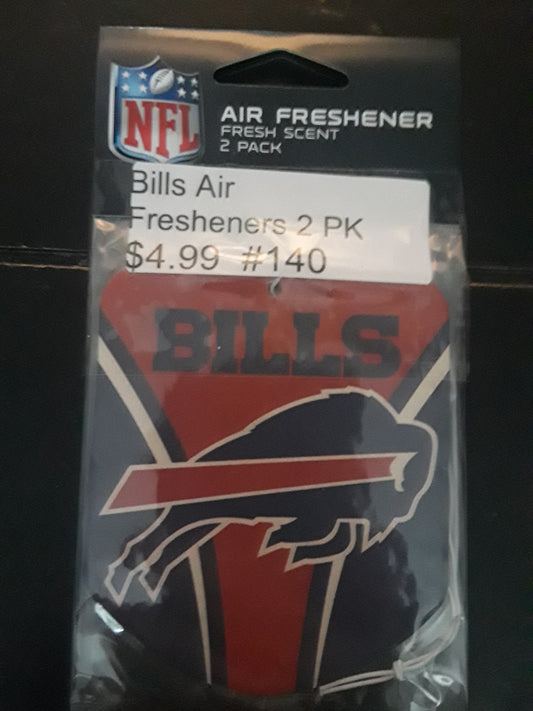 NFL
AIR FRESHENER
FRESH SCENT
2 PACK
Bills Air
Fresheners 2 PK
$4.99 #140
BILLS